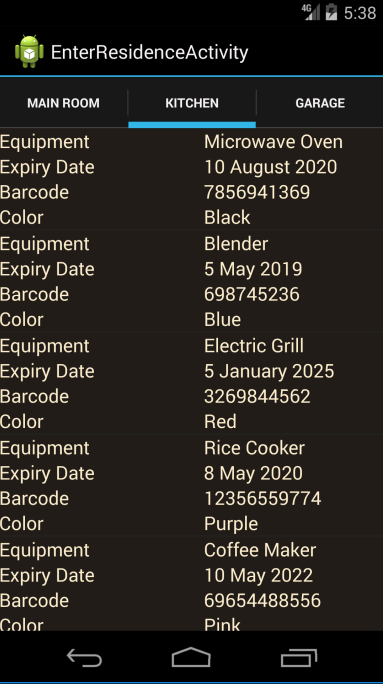 4G 5:38
EnterResidenceActivity
MAIN ROOM KITCHEN GARAGE
Equipment Microwave Oven
Expiry Date 10 August 2020
Barcode 7856941369
Color Black
Equipment Blender
Expiry Date 5 May 2019
Barcode 698745236
Color Blue
Equipment Electric Grill
Expiry Date 5 January 2025
Barcode 3269844562
Color Red
Equipment Rice Cooker
Expiry Date 8 May 2020
Barcode 12356559774
Color Purple
Equipment Coffee Maker
Expiry Date 10 May 2022
Barcode 69654488556
Color Pink